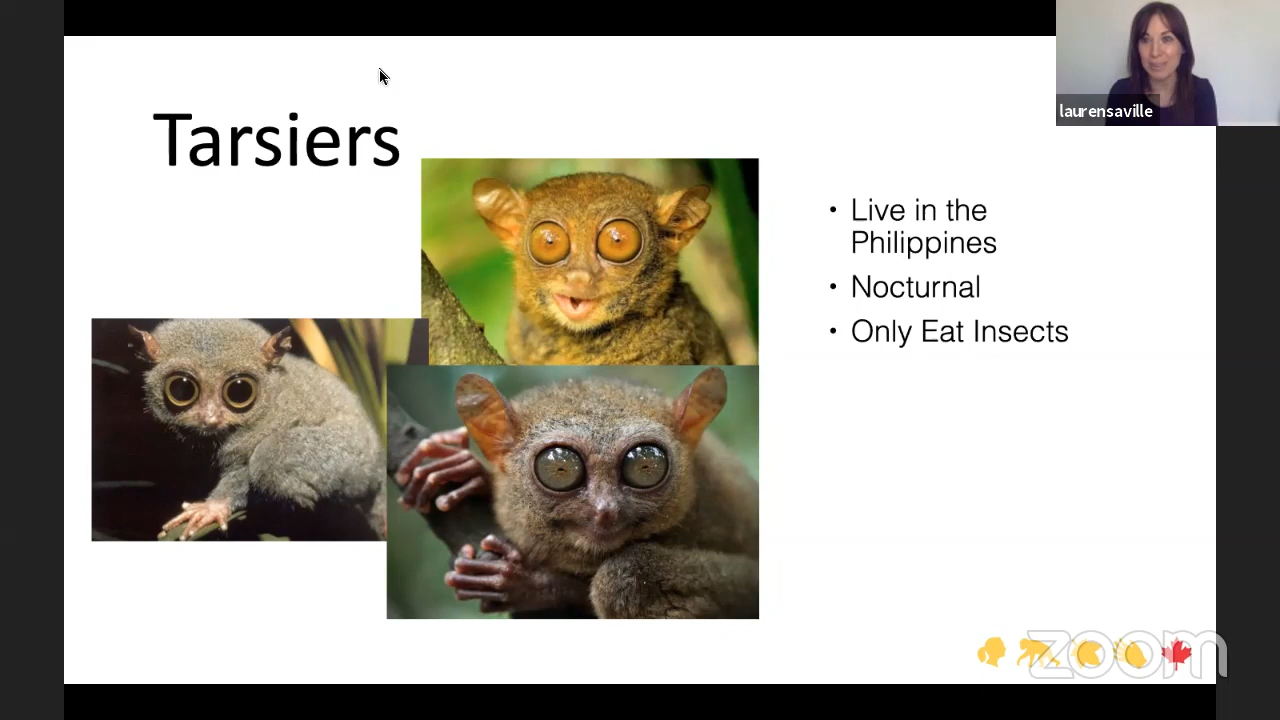 laurensaville
Tarsiers
• Live in the
Philippines
• Nocturnal
• Only Eat Insects
zoom